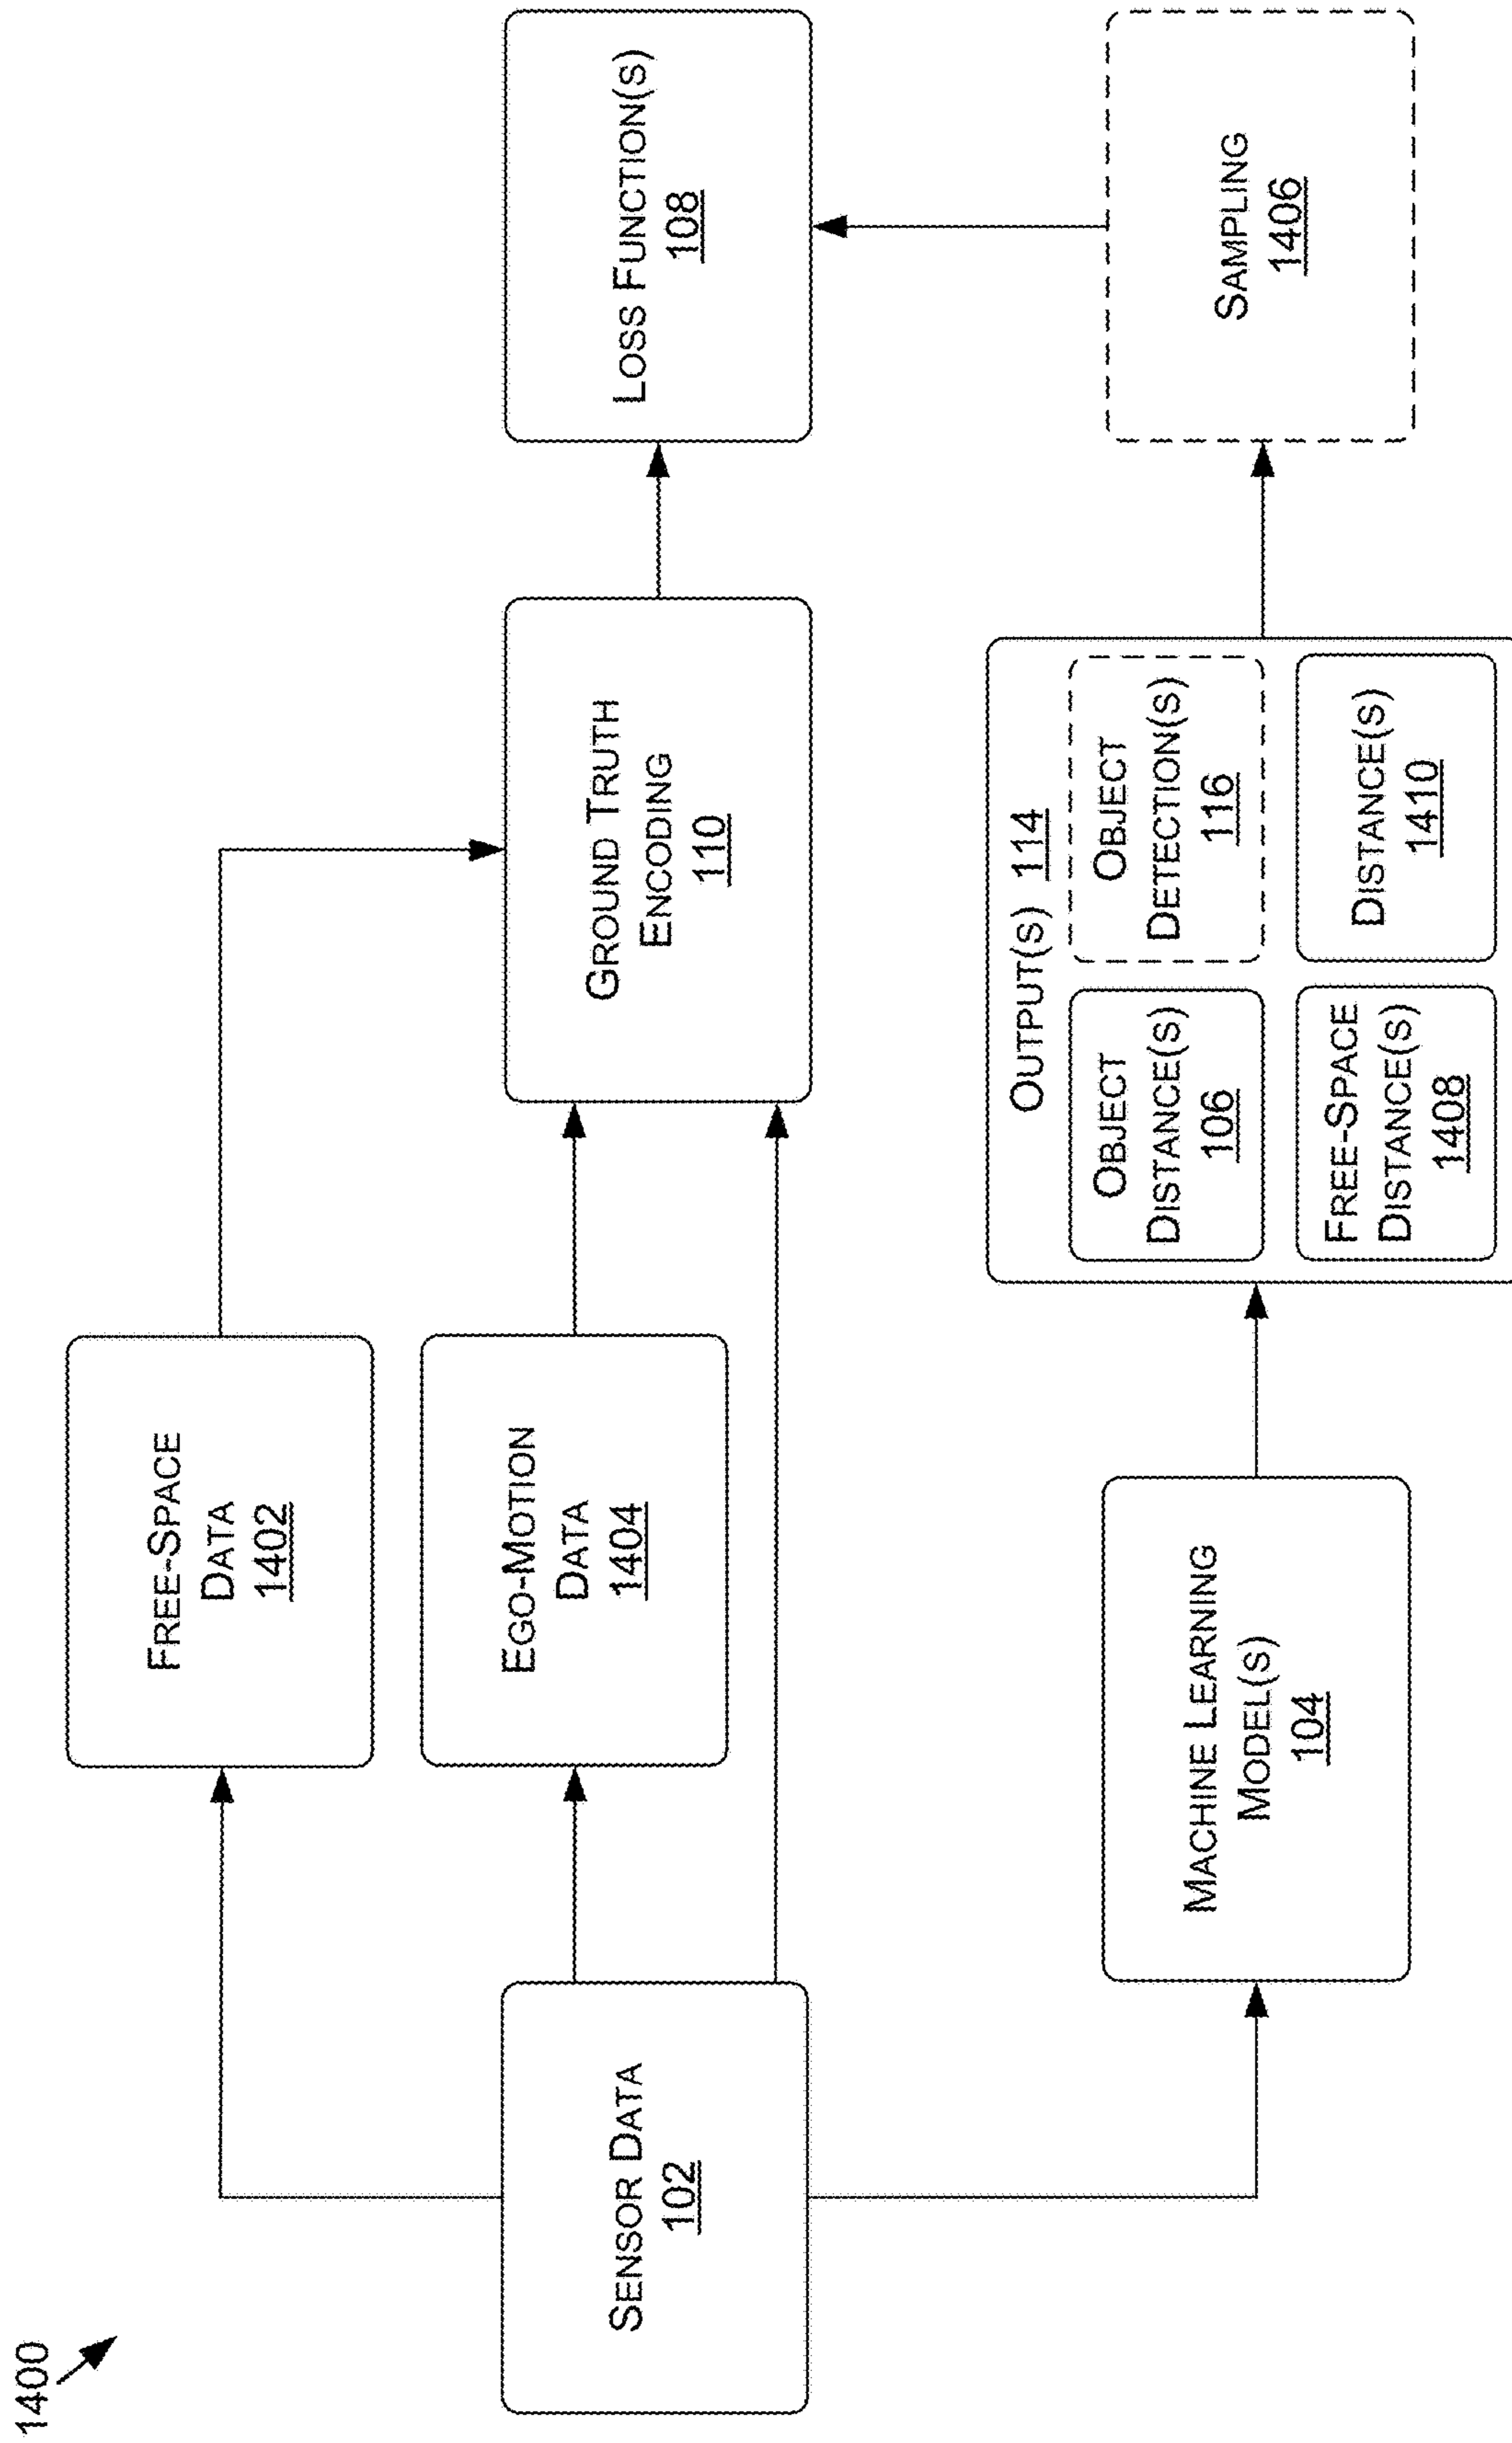 1400
SENSOR DATA
102
FREE-SPACE
DATA
1402
EGO-MOTION
DATA
1404
GROUND TRUTH
ENCODING
110
LOSS FUNCTION(S)
108
MACHINE LEARNING
MODEL(S)
104
OUTPUT(S) 114
OBJECT
DISTANCE(S)
106
OBJECT
DETECTION(S)
116
FREE-SPACE
DISTANCE(S)
1408
DISTANCE(S)
1410
SAMPLING
1406